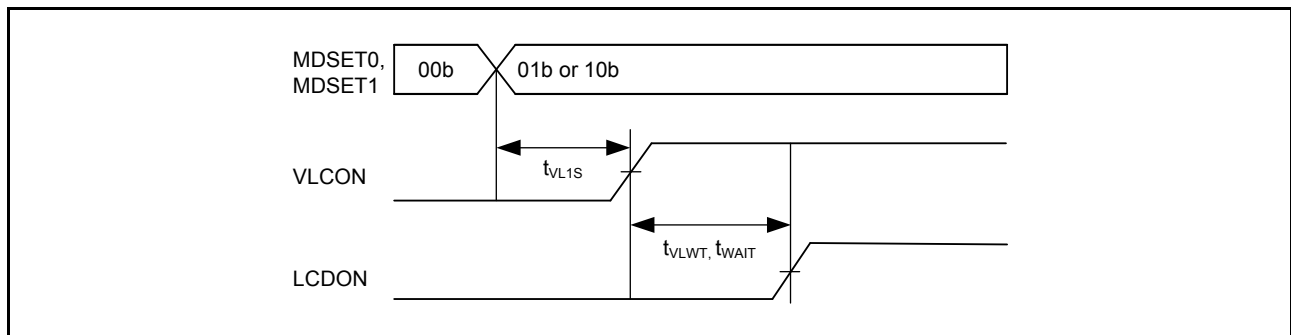 MDSET0,
MDSET1
00b
01b or 10b
tVL1S
VLCON
tVLWT, tWAIT
LCDON